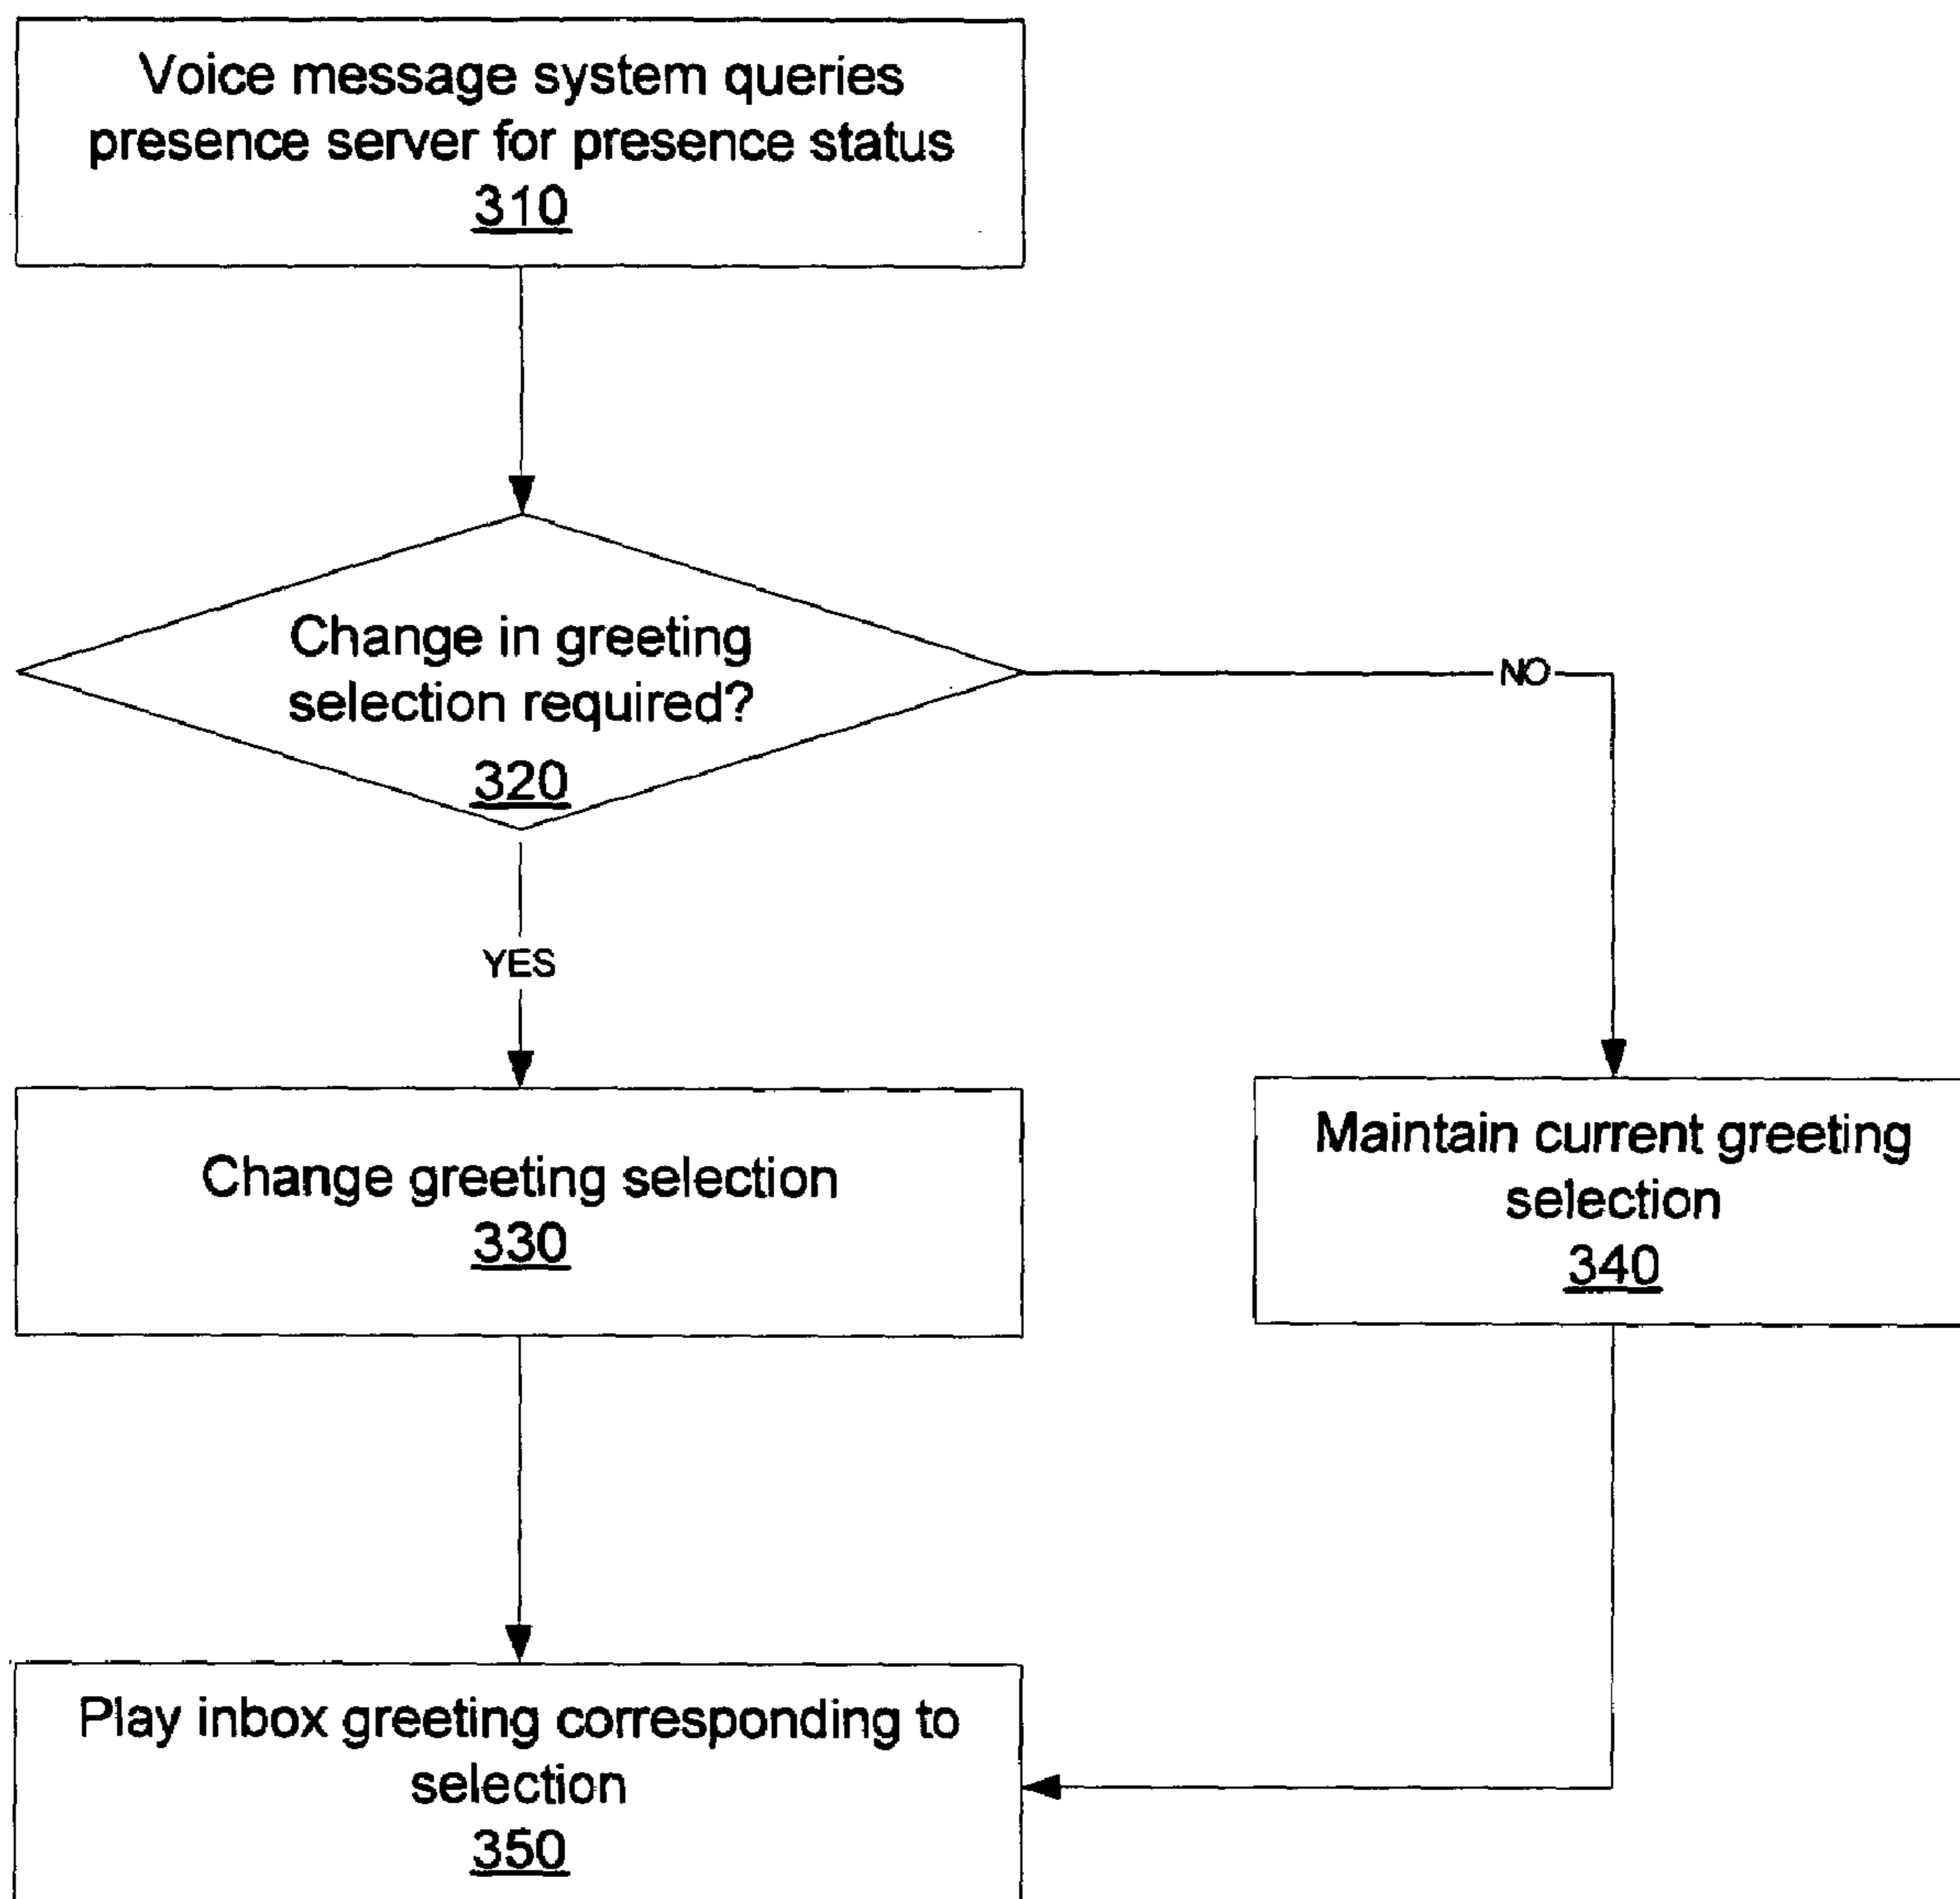 Voice message system queries
presence server for presence status
310
Change in greeting
selection required?
320
NO
YES
Change greeting selection
330
Maintain current greeting
selection
340
Play inbox greeting corresponding to
selection
350